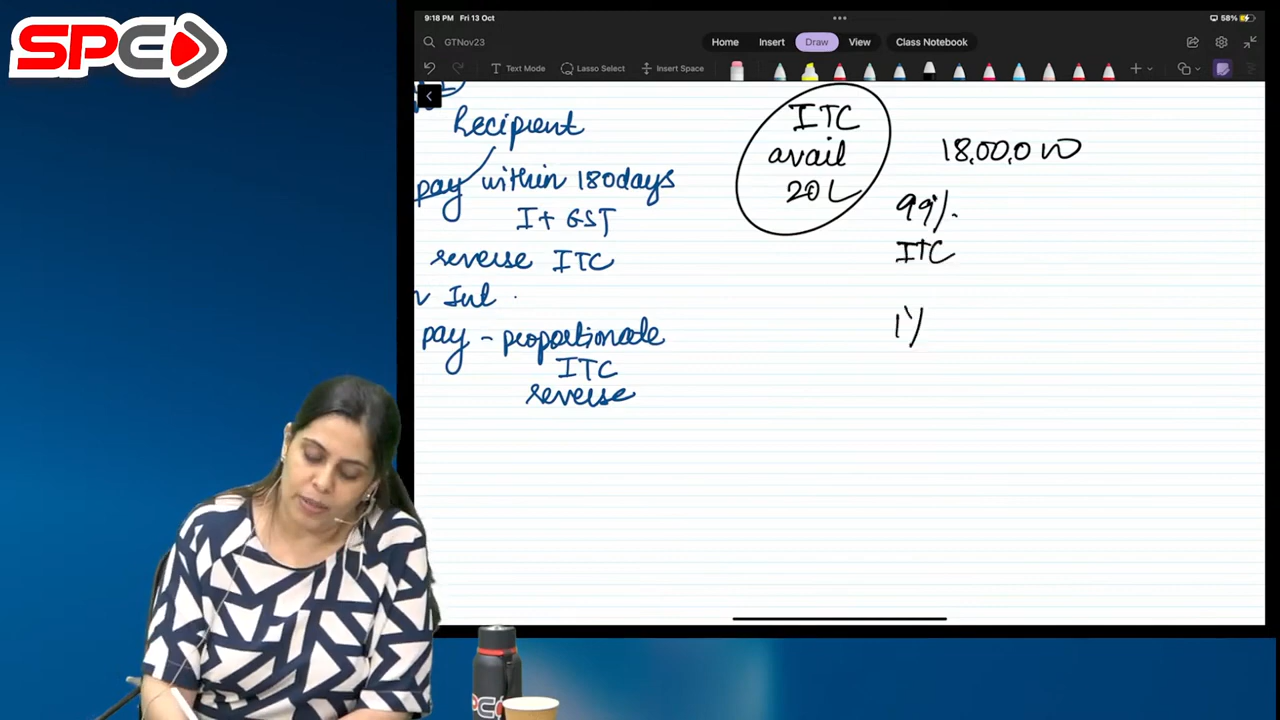 SPC
9:18 PM Fri 13 Oct
58%
GTNov23
Home Insert Draw View Class Notebook
Text Mode Lasso Select Insert Space
Recipient
pay within 180days
I+ GST
reverse ITC
Int
pay - proportionate
ITC
reverse
ITC
avail
20L
18,00,000
99%.
ITC
1%